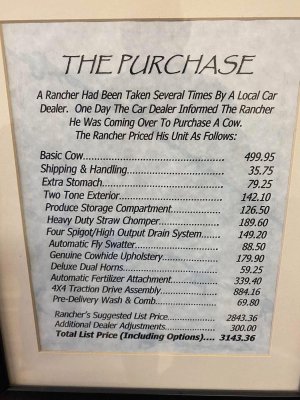 THE PURCHASE
A Rancher Had Been Taken Several Times By A Local Car
Dealer. One Day The Car Dealer Informed The Rancher
He Was Coming Over To Purchase A Cow.
The Rancher Priced His Unit As Follows:
Basic Cow................................................ 499.95
Shipping & Handling................................. 35.75
Extra Stomach......................................... 79.25
Two Tone Exterior.................................... 142.10
Produce Storage Compartment.................. 126.50
Heavy Duty Straw Chomper...................... 189.60
Four Spigot/High Output Drain System...... 149.20
Automatic Fly Swatter.............................. 88.50
Genuine Cowhide Upholstery.................... 179.90
Deluxe Dual Horns................................... 59.25
Automatic Fertilizer Attachment................. 339.40
4X4 Traction Drive Assembly..................... 884.16
Pre-Delivery Wash & Comb....................... 69.80
Rancher's Suggested List Price................. 2843.36
Additional Dealer Adjustments................... 300.00
Total List Price (Including Options).... 3143.36